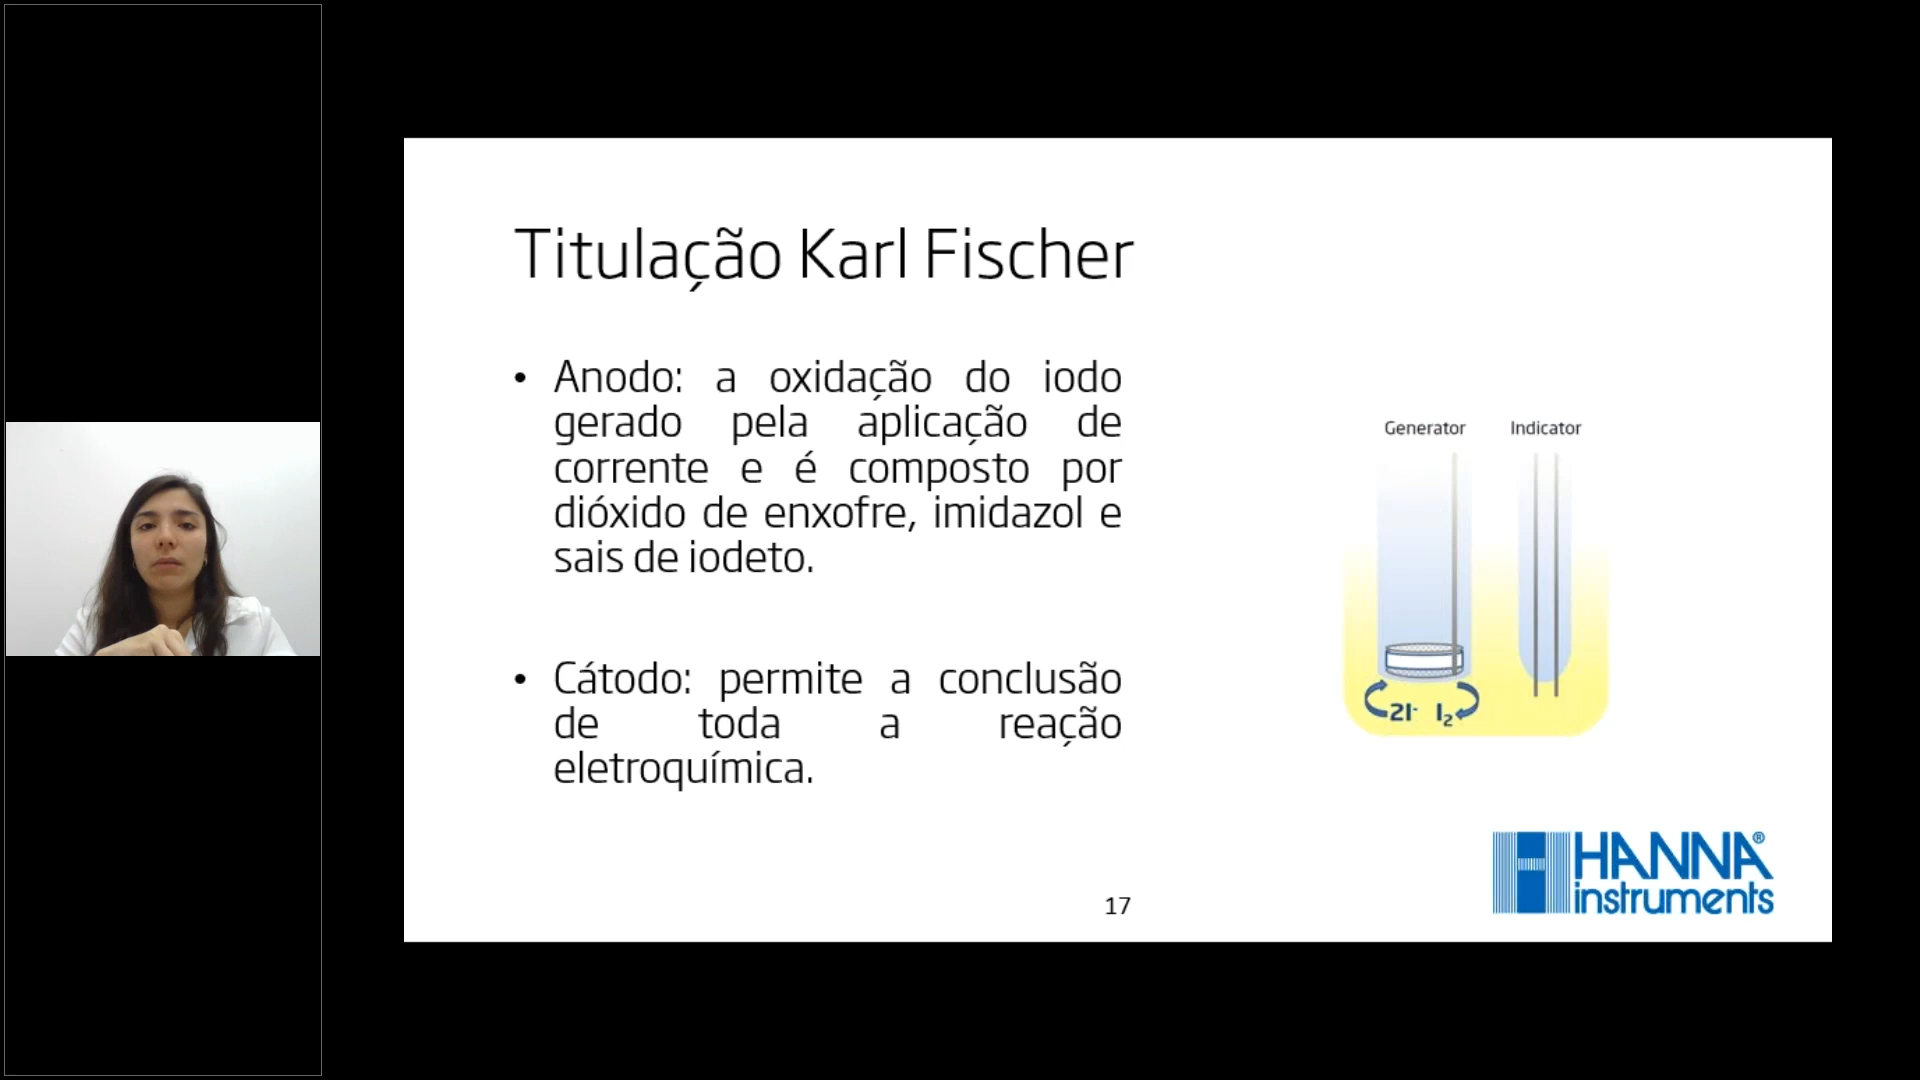 Titulação Karl Fischer
• Anodo: a oxidação do iodo
gerado pela aplicação de
corrente e é composto por
dióxido de enxofre, imidazol e
sais de iodeto.
• Cátodo: permite a conclusão
de toda a reação
eletroquímica.
Generator Indicator
2I⁻ I₂
HANNA®
instruments
17